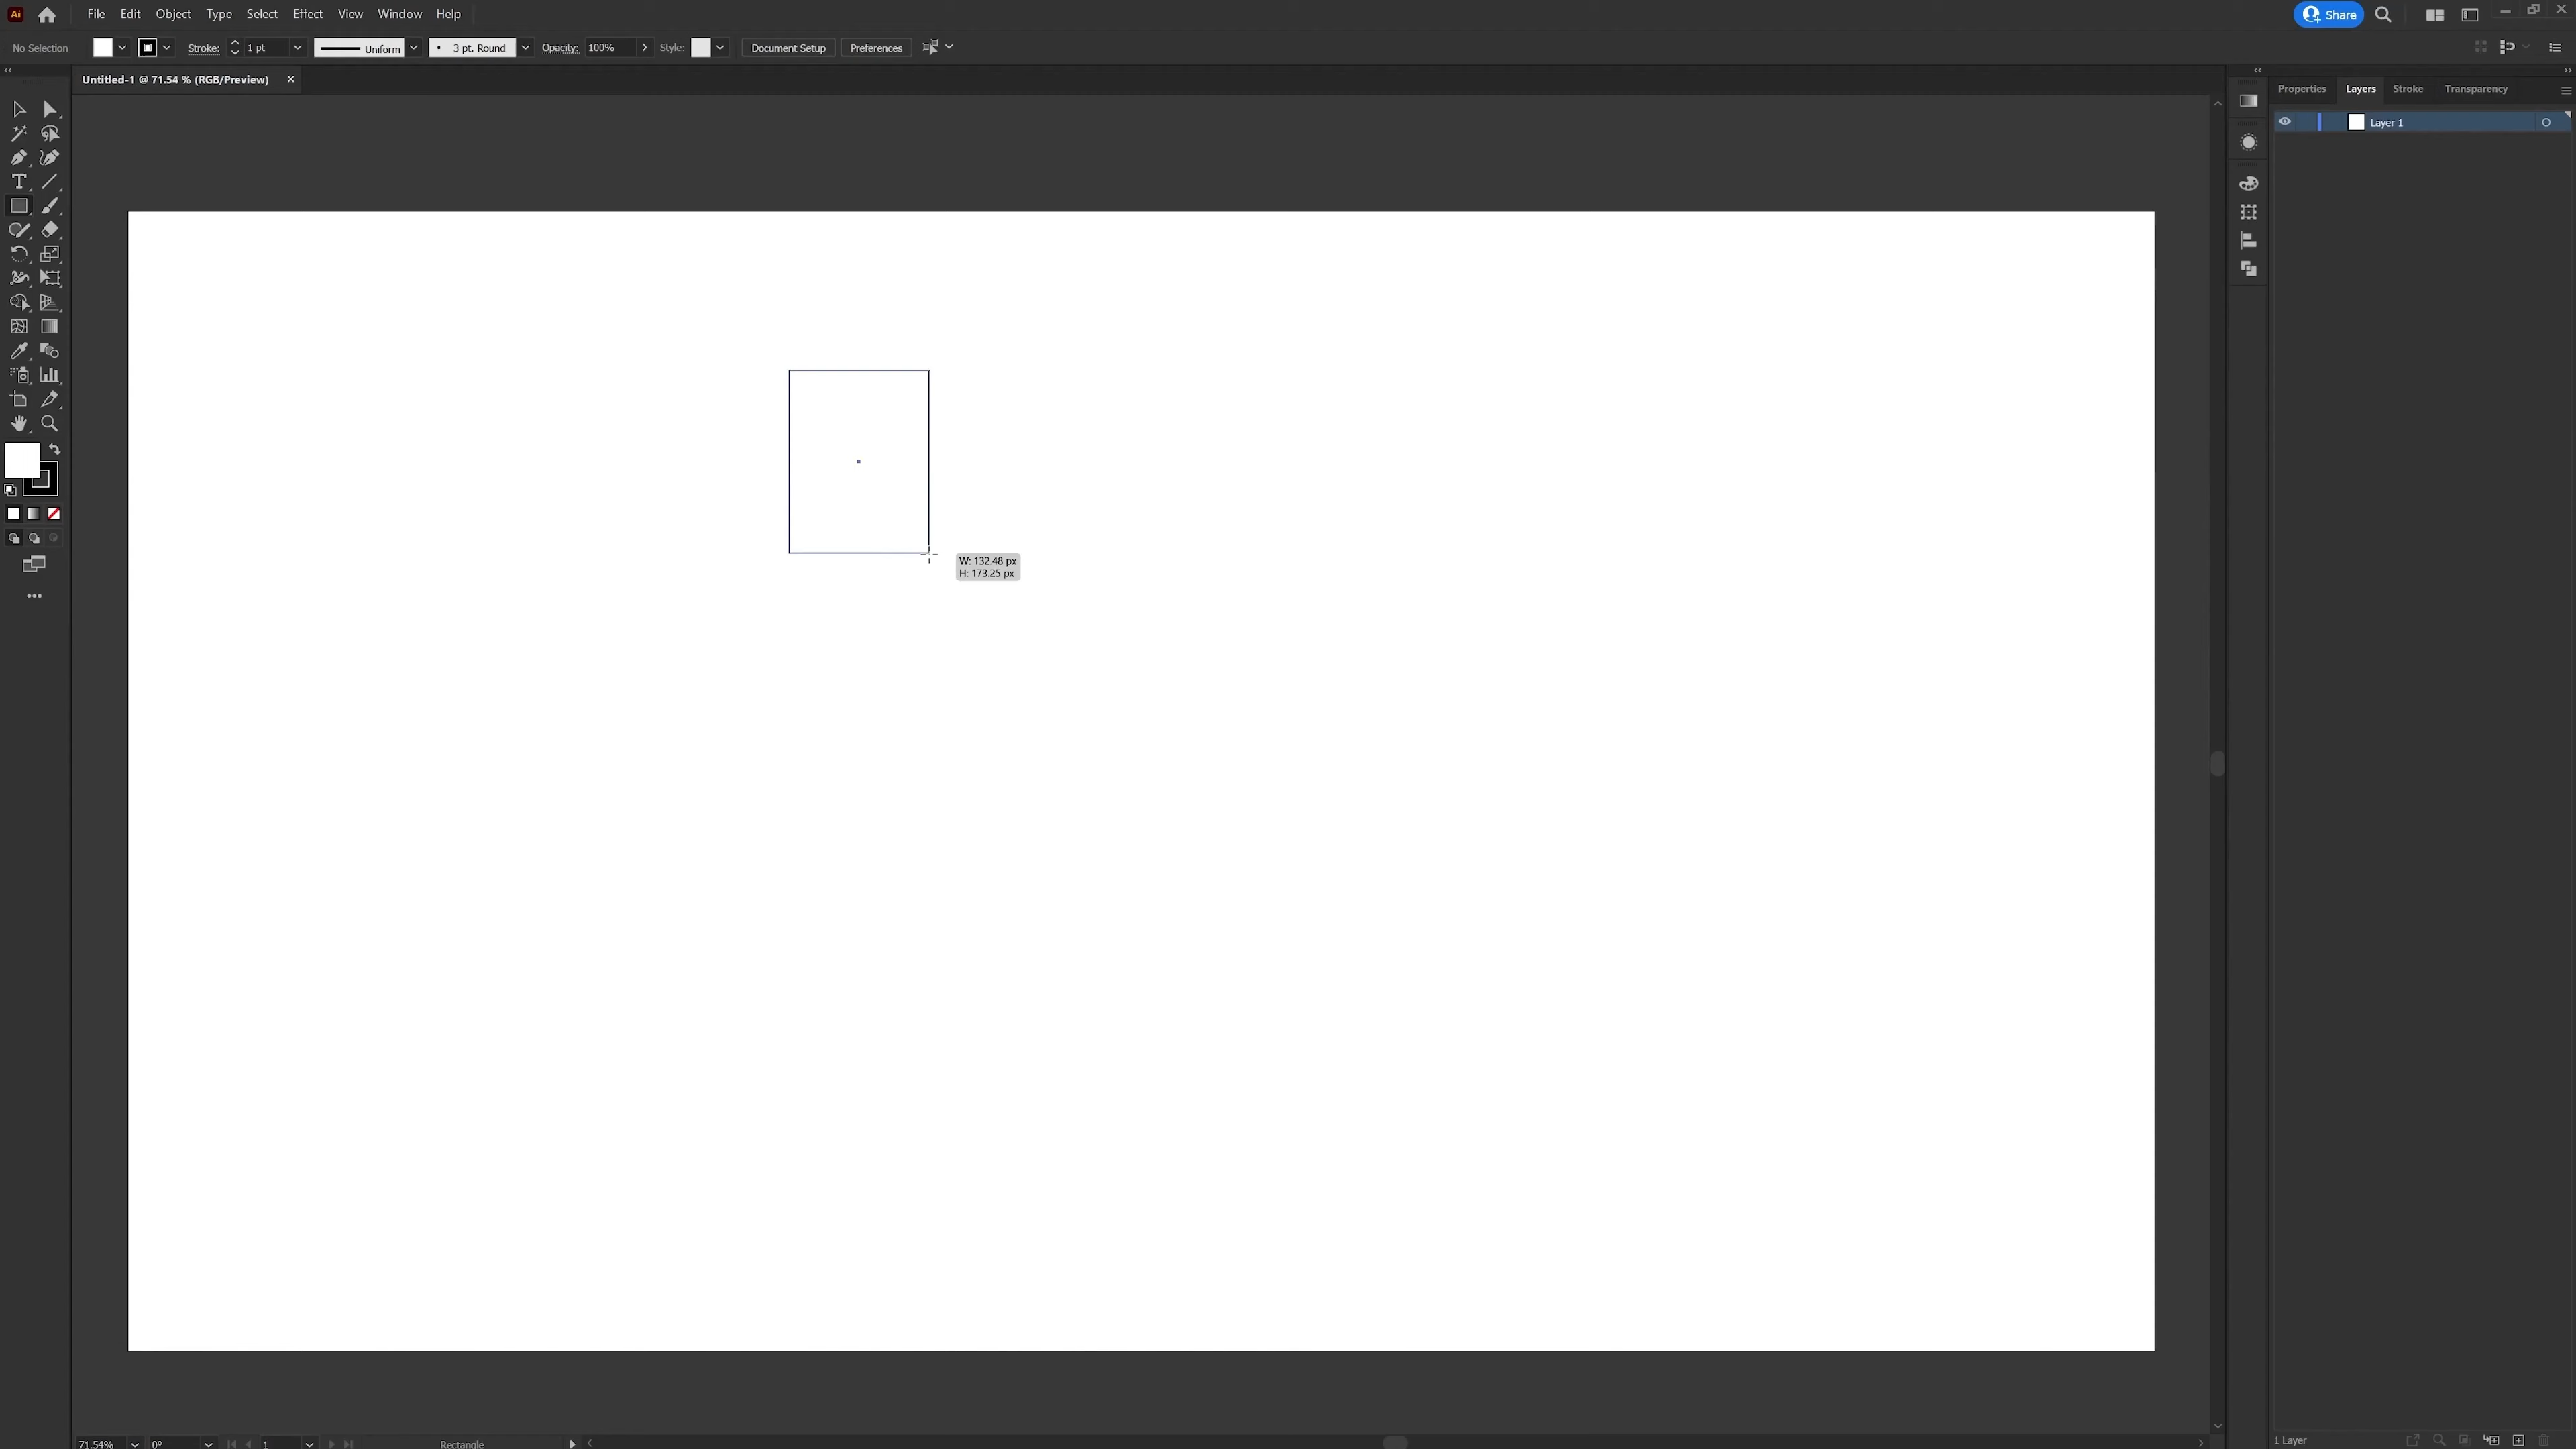 Ai File Edit Object Type Select Effect View Window Help Share
No Selection Stroke: 1 pt Uniform 3 pt. Round Opacity: 100% Style: Document Setup Preferences
Untitled-1 @ 71.54 % (RGB/Preview)
Properties Layers Stroke Transparency
Layer 1
W: 132.48 px
H: 173.25 px
71.54% 0° 1 Rectangle
1 Layer